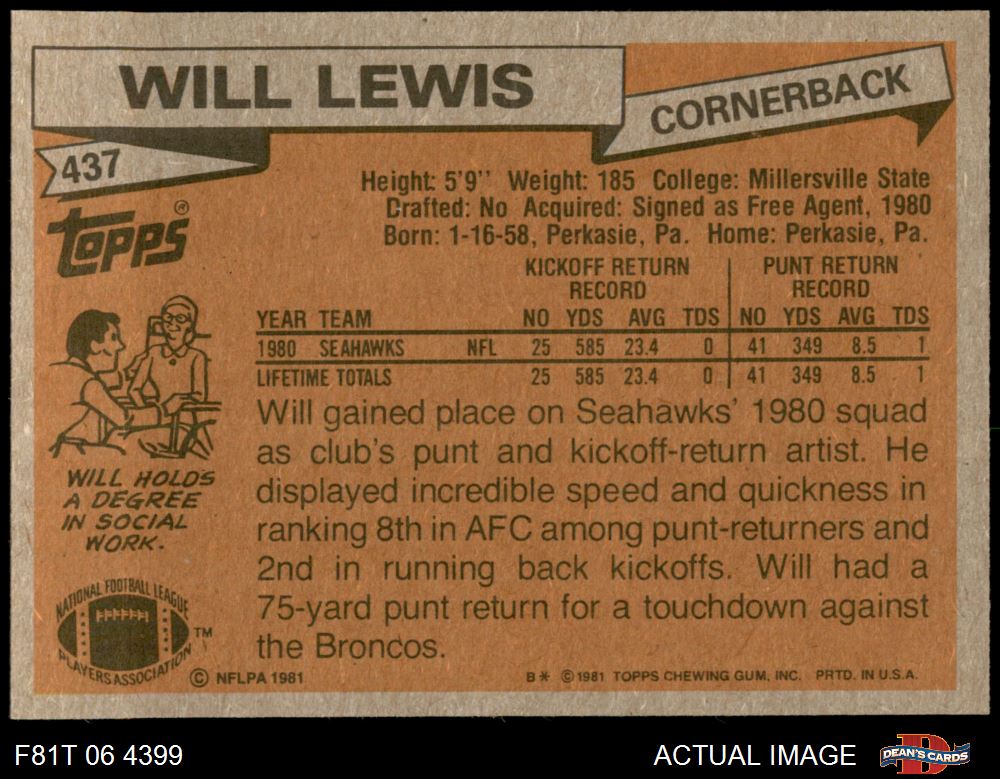 WILL LEWIS
CORNERBACK
437
TOPPS®
Height: 5'9" Weight: 185 College: Millersville State
Drafted: No Acquired: Signed as Free Agent, 1980
Born: 1-16-58, Perkasie, Pa. Home: Perkasie, Pa.
KICKOFF RETURN RECORD PUNT RETURN RECORD
YEAR TEAM NO YDS AVG TDS NO YDS AVG TDS
1980 SEAHAWKS NFL 25 585 23.4 0 41 349 8.5 1
LIFETIME TOTALS 25 585 23.4 0 41 349 8.5 1
Will gained place on Seahawks' 1980 squad
as club's punt and kickoff-return artist. He
displayed incredible speed and quickness in
ranking 8th in AFC among punt-returners and
2nd in running back kickoffs. Will had a
75-yard punt return for a touchdown against
the Broncos.
WILL HOLDS
A DEGREE
IN SOCIAL
WORK.
NATIONAL FOOTBALL LEAGUE
PLAYERS ASSOCIATION
TM
© NFLPA 1981
B* © 1981 TOPPS CHEWING GUM, INC. PRTD. IN U.S.A.
F81T 06 4399
ACTUAL IMAGE
D
DEAN'S CARDS